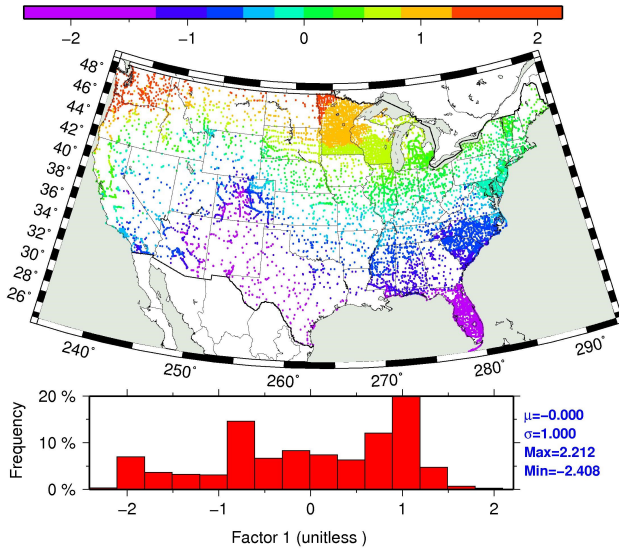 −2 −1 0 1 2
48˚
46
44
42
40
38
36
34
32
30
28
26
240˚
250˚
260˚
270˚
280˚
290˚
20 %
10 %
0 %
Frequency
−2 −1 0 1 2
Factor 1 (unitless )
μ=−0.000
σ=1.000
Max=2.212
Min=−2.408